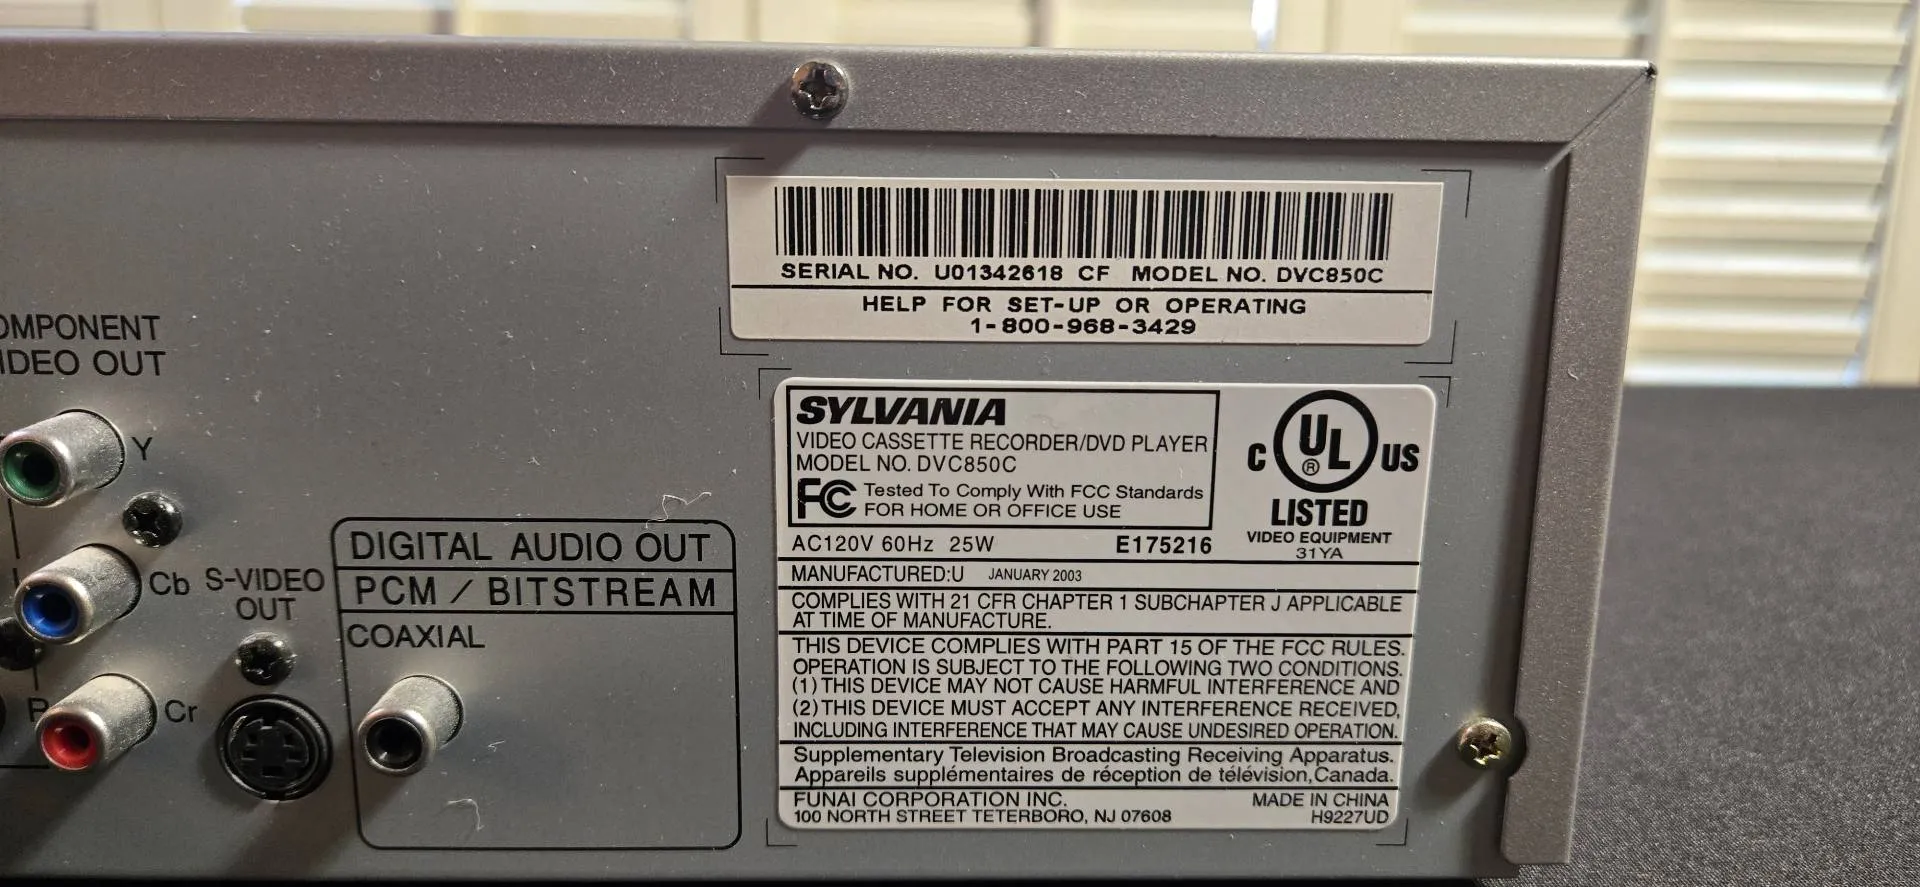 SERIAL NO. U01342618 CF MODEL NO. DVC850C
HELP FOR SET-UP OR OPERATING
1-800-968-3429
OMPONENT
IDEO OUT
Y
Cb
Cr
R
S-VIDEO
OUT
DIGITAL AUDIO OUT
PCM / BITSTREAM
COAXIAL
SYLVANIA
VIDEO CASSETTE RECORDER/DVD PLAYER
MODEL NO. DVC850C
FC Tested To Comply With FCC Standards
FOR HOME OR OFFICE USE
C UL ® US
LISTED
VIDEO EQUIPMENT
31YA
AC120V 60Hz 25W E175216
MANUFACTURED:U JANUARY 2003
COMPLIES WITH 21 CFR CHAPTER 1 SUBCHAPTER J APPLICABLE
AT TIME OF MANUFACTURE.
THIS DEVICE COMPLIES WITH PART 15 OF THE FCC RULES.
OPERATION IS SUBJECT TO THE FOLLOWING TWO CONDITIONS.
(1) THIS DEVICE MAY NOT CAUSE HARMFUL INTERFERENCE AND
(2) THIS DEVICE MUST ACCEPT ANY INTERFERENCE RECEIVED,
INCLUDING INTERFERENCE THAT MAY CAUSE UNDESIRED OPERATION.
Supplementary Television Broadcasting Receiving Apparatus.
Appareils supplémentaires de réception de télévision,Canada.
FUNAI CORPORATION INC. MADE IN CHINA
100 NORTH STREET TETERBORO, NJ 07608 H9227UD